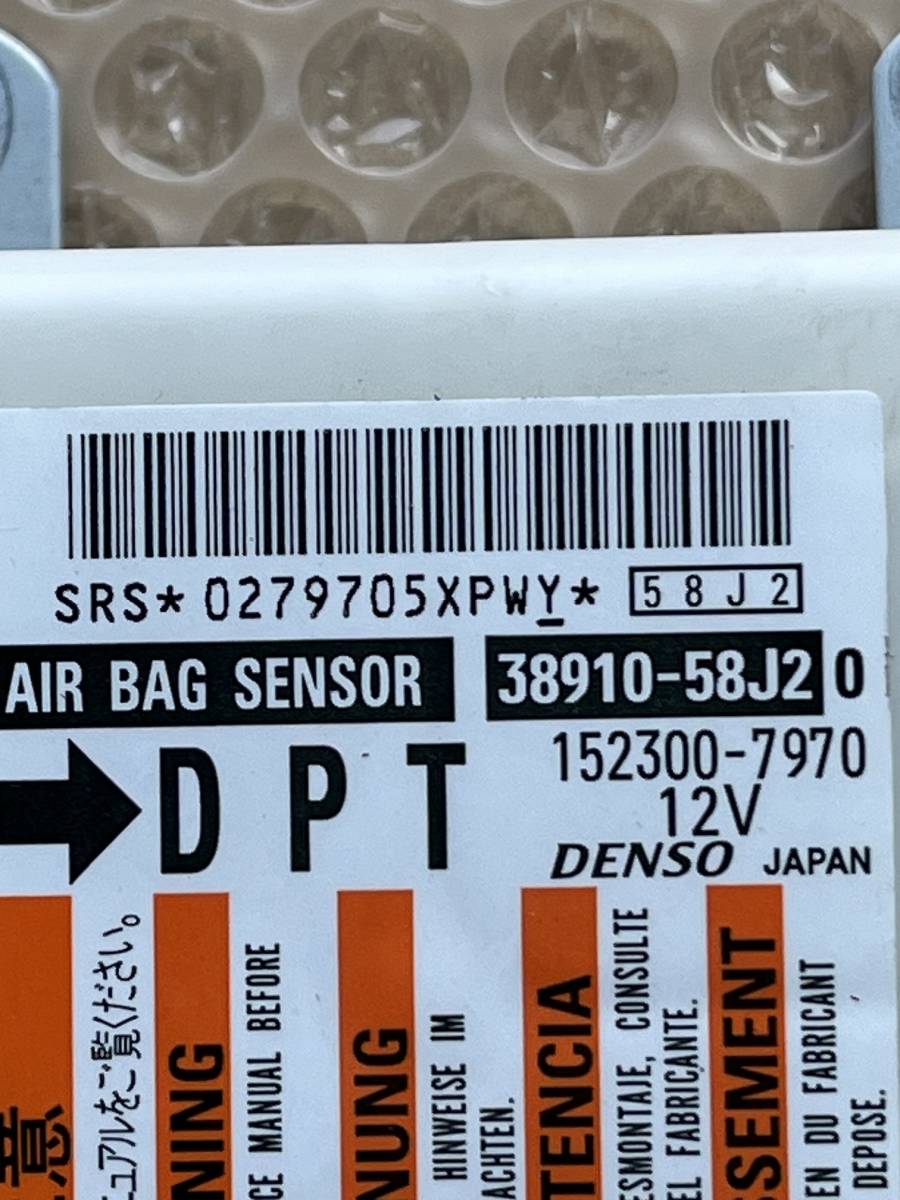 SRS*0279705XPWY* 58J2
AIR BAG SENSOR 38910-58J2 0
152300-7970
DPT
12V
DENSO JAPAN
ュアルをご覧ください。
CE MANUAL BEFORE
HINWEISE IM
ACHTEN.
TENCIA
ESMONTAJE, CONSULTE
EL FABRICANTE.
SEMENT
EN DU FABRICANT
DEPOSE.
意
NING
NUNG